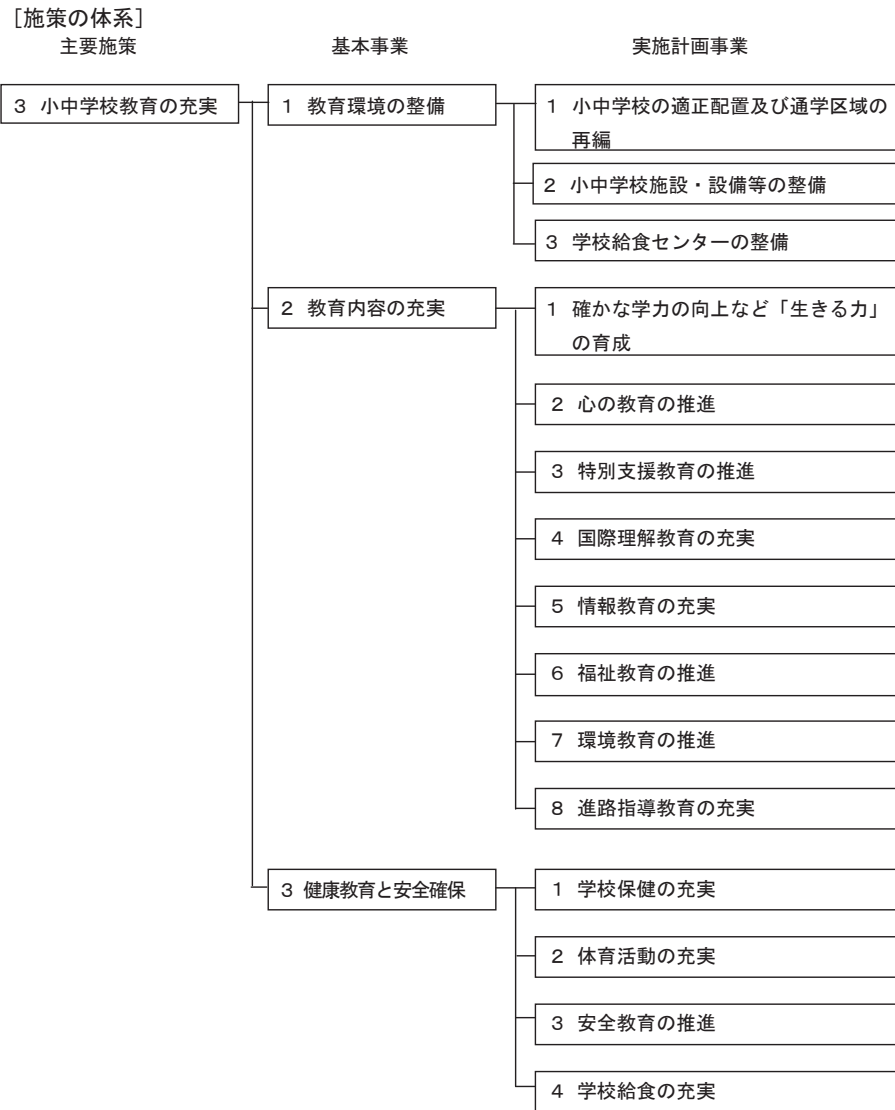 ［施策の体系］
主要施策 基本事業 実施計画事業
3 小中学校教育の充実
1 教育環境の整備
1 小中学校の適正配置及び通学区域の
再編
2 小中学校施設・設備等の整備
3 学校給食センターの整備
2 教育内容の充実
1 確かな学力の向上など「生きる力」
の育成
2 心の教育の推進
3 特別支援教育の推進
4 国際理解教育の充実
5 情報教育の充実
6 福祉教育の推進
7 環境教育の推進
8 進路指導教育の充実
3 健康教育と安全確保
1 学校保健の充実
2 体育活動の充実
3 安全教育の推進
4 学校給食の充実